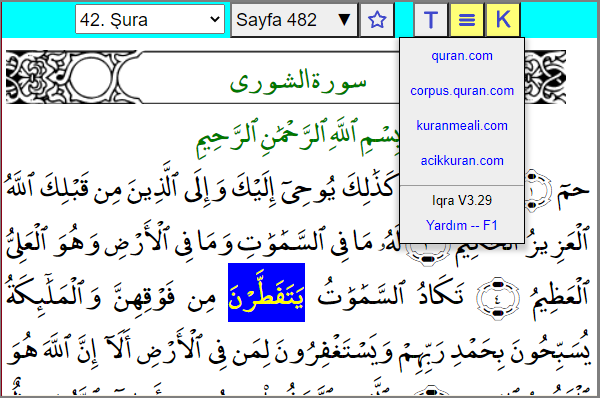 42. Şura Sayfa 482 T K
quran.com
corpus.quran.com
kuranmeali.com
acikkuran.com
Iqra V3.29
Yardım -- F1
سورة الشورى
بِسْمِ ٱللَّهِ ٱلرَّحْمَٰنِ ٱلرَّحِيمِ
حمٓ ١ كَذَٰلِكَ يُوحِىٓ إِلَيْكَ وَإِلَى ٱلَّذِينَ مِن قَبْلِكَ ٱللَّهُ
ٱلْعَزِيزُ ٱلْحَكِيمُ ٣ لَهُۥ مَا فِى ٱلسَّمَٰوَٰتِ وَمَا فِى ٱلْأَرْضِ وَهُوَ ٱلْعَلِىُّ
ٱلْعَظِيمُ ٤ تَكَادُ ٱلسَّمَٰوَٰتُ يَتَفَطَّرْنَ مِن فَوْقِهِنَّ وَٱلْمَلَٰٓئِكَةُ
يُسَبِّحُونَ بِحَمْدِ رَبِّهِمْ وَيَسْتَغْفِرُونَ لِمَن فِى ٱلْأَرْضِ أَلَآ إِنَّ ٱللَّهَ هُوَ